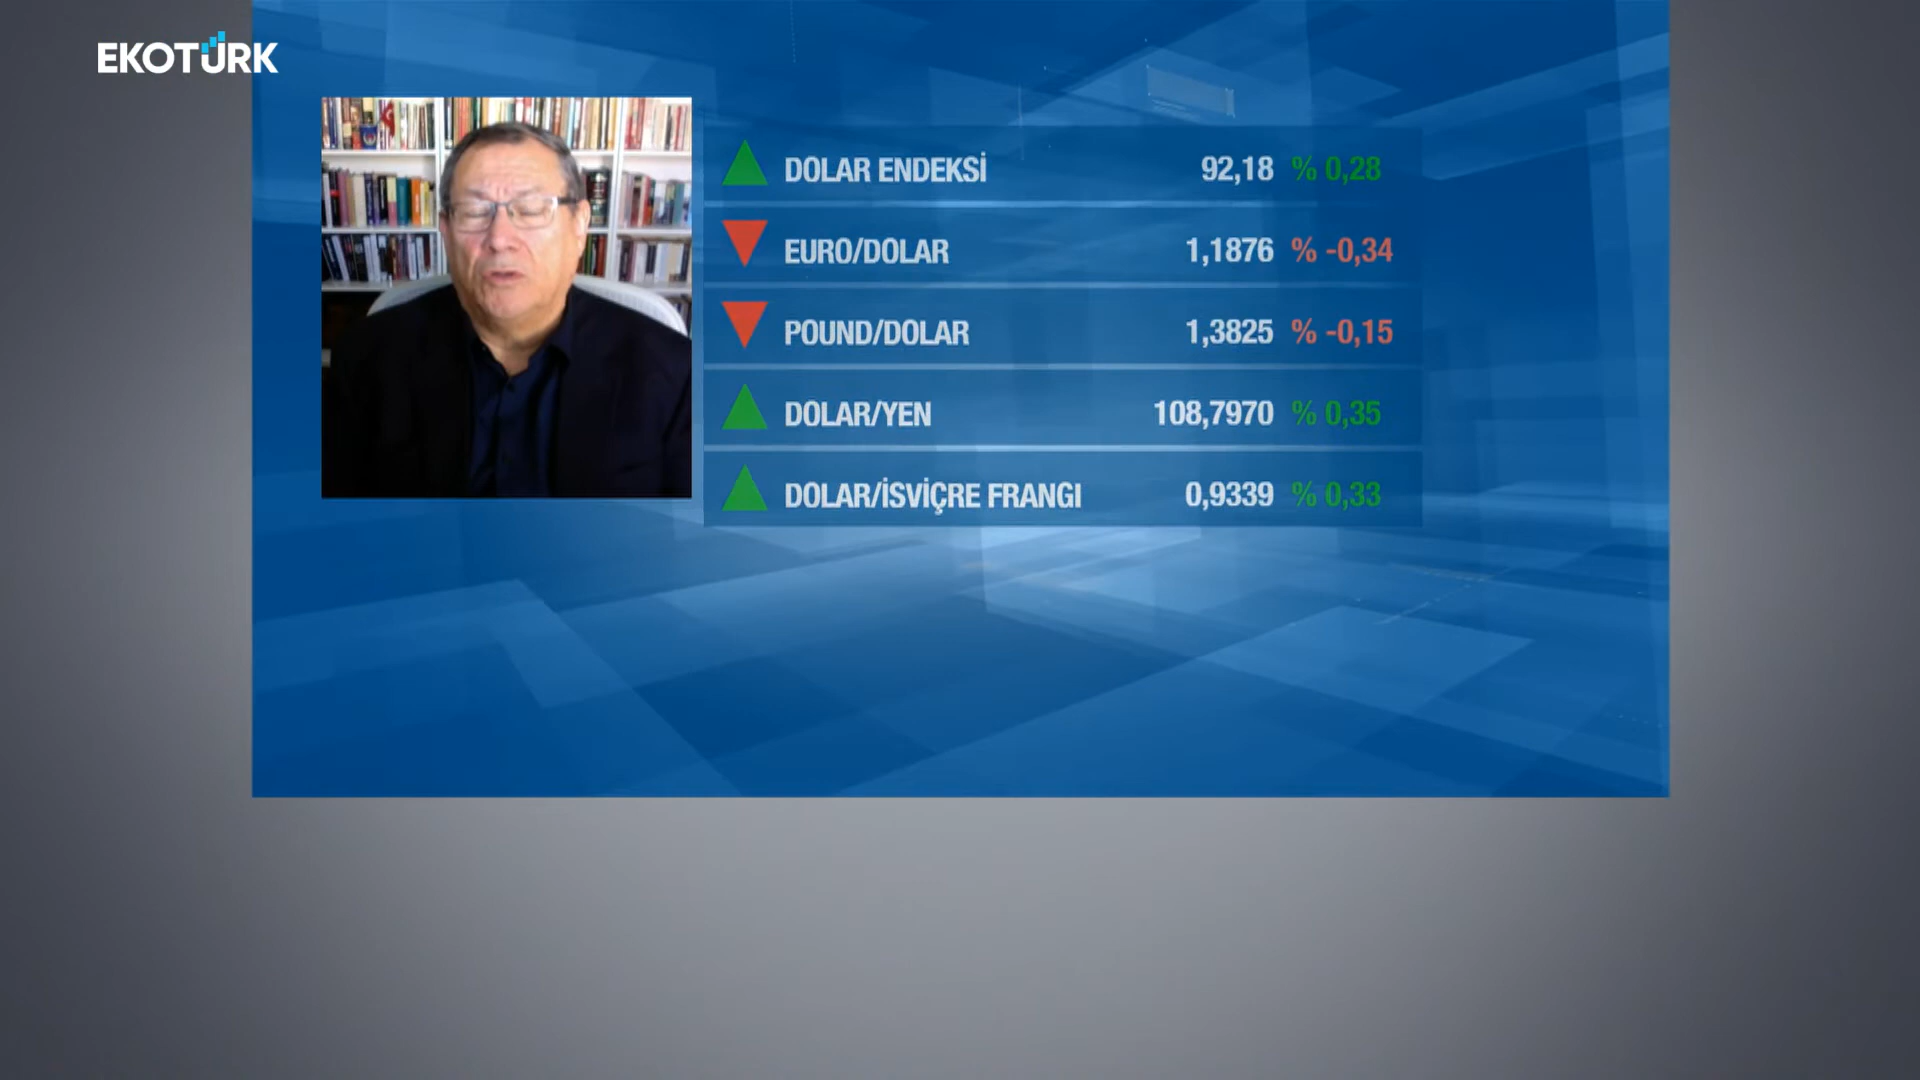 EKOTÜRK
DOLAR ENDEKSİ 92,18 % 0,28
EURO/DOLAR 1,1876 % -0,34
POUND/DOLAR 1,3825 % -0,15
DOLAR/YEN 108,7970 % 0,35
DOLAR/İSVİÇRE FRANGI 0,9339 % 0,33